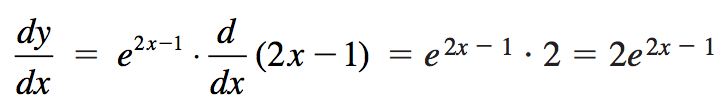 dy/dx = e^{2x−1} · d/dx (2x − 1) = e^{2x − 1} · 2 = 2e^{2x − 1}